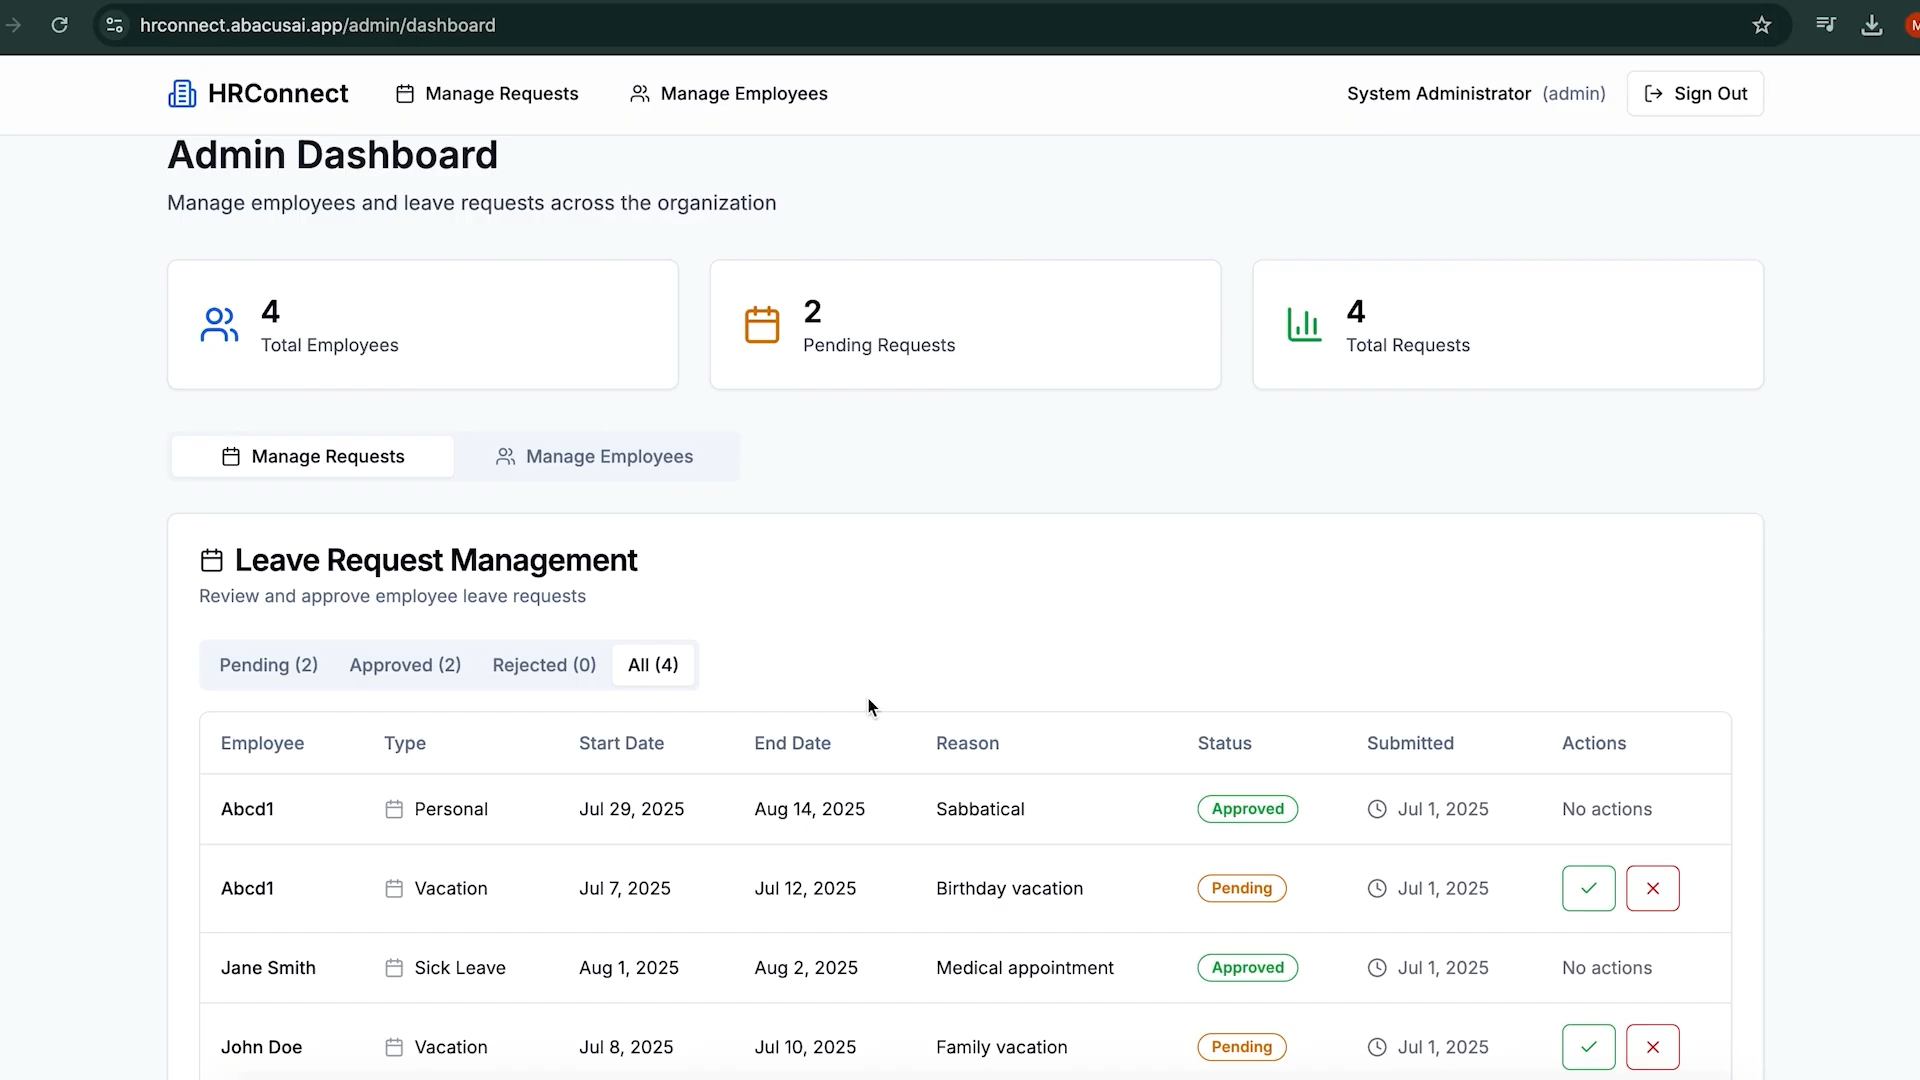 hrconnect.abacusai.app/admin/dashboard
M
HRConnect Manage Requests Manage Employees System Administrator (admin) Sign Out
Admin Dashboard
Manage employees and leave requests across the organization
4
Total Employees
2
Pending Requests
4
Total Requests
Manage Requests Manage Employees
Leave Request Management
Review and approve employee leave requests
Pending (2) Approved (2) Rejected (0) All (4)
Employee Type Start Date End Date Reason Status Submitted Actions
Abcd1 Personal Jul 29, 2025 Aug 14, 2025 Sabbatical Approved Jul 1, 2025 No actions
Abcd1 Vacation Jul 7, 2025 Jul 12, 2025 Birthday vacation Pending Jul 1, 2025
Jane Smith Sick Leave Aug 1, 2025 Aug 2, 2025 Medical appointment Approved Jul 1, 2025 No actions
John Doe Vacation Jul 8, 2025 Jul 10, 2025 Family vacation Pending Jul 1, 2025